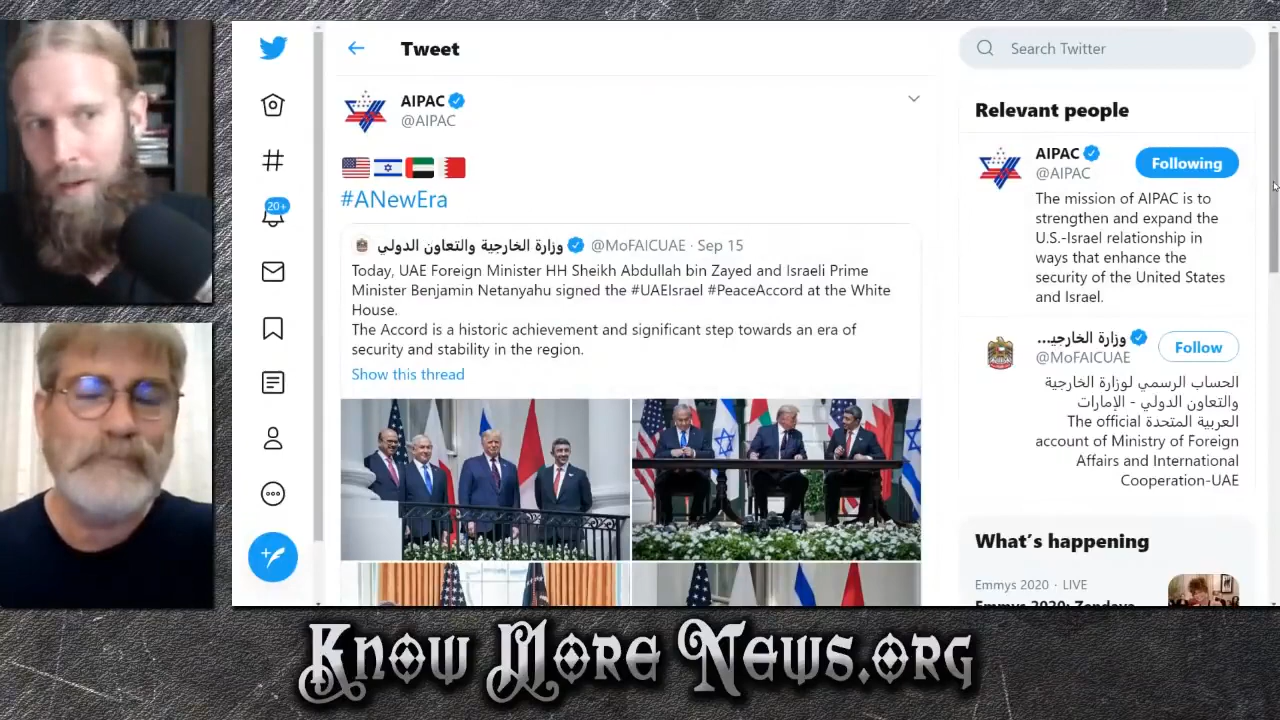 Tweet
AIPAC
@AIPAC
#ANewEra
وزارة الخارجية والتعاون الدولي @MoFAICUAE · Sep 15
Today, UAE Foreign Minister HH Sheikh Abdullah bin Zayed and Israeli Prime
Minister Benjamin Netanyahu signed the #UAEIsrael #PeaceAccord at the White
House.
The Accord is a historic achievement and significant step towards an era of
security and stability in the region.
Show this thread
20+
Search Twitter
Relevant people
AIPAC
@AIPAC
Following
The mission of AIPAC is to
strengthen and expand the
U.S.-Israel relationship in
ways that enhance the
security of the United States
and Israel.
وزارة الخارجيـ...
@MoFAICUAE
Follow
الحساب الرسمي لوزارة الخارجية
والتعاون الدولي - الإمارات
العربية المتحدة The official
account of Ministry of Foreign
Affairs and International
Cooperation-UAE
What's happening
Emmys 2020 · LIVE
Emmys 2020: Zendaya
Know More News.org